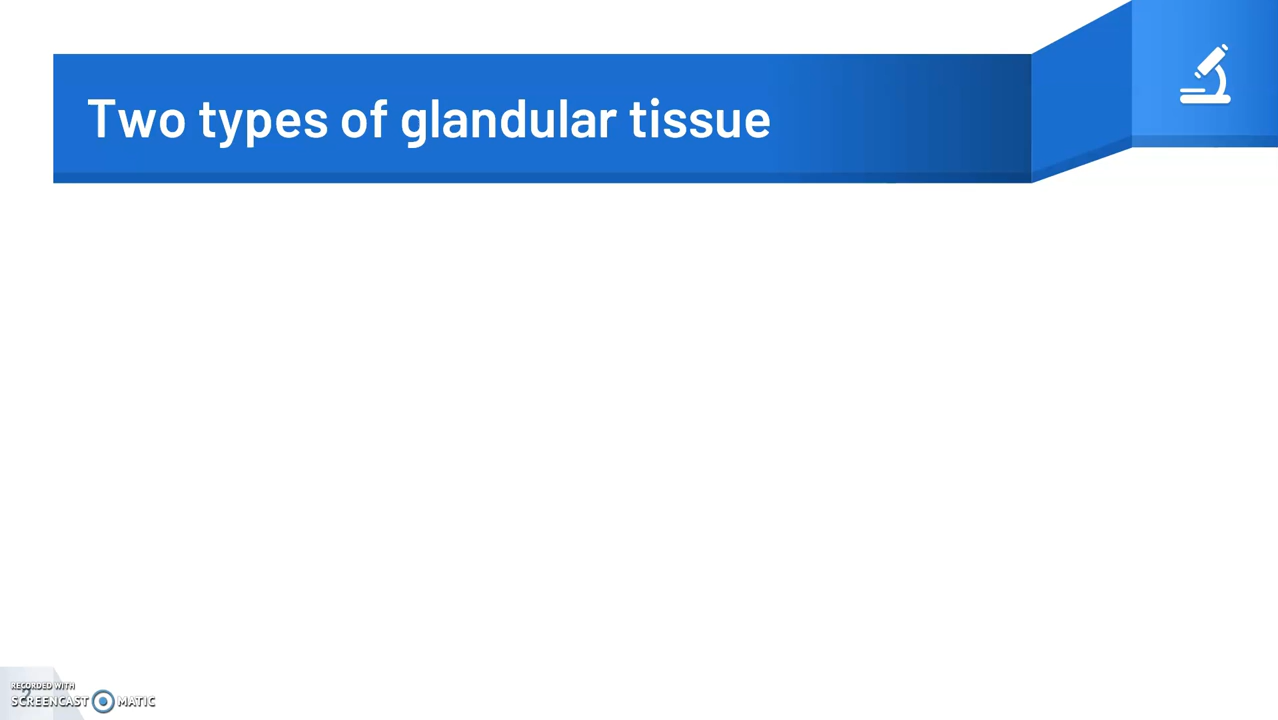 Two types of glandular tissue
RECORDED WITH
SCREENCAST MATIC